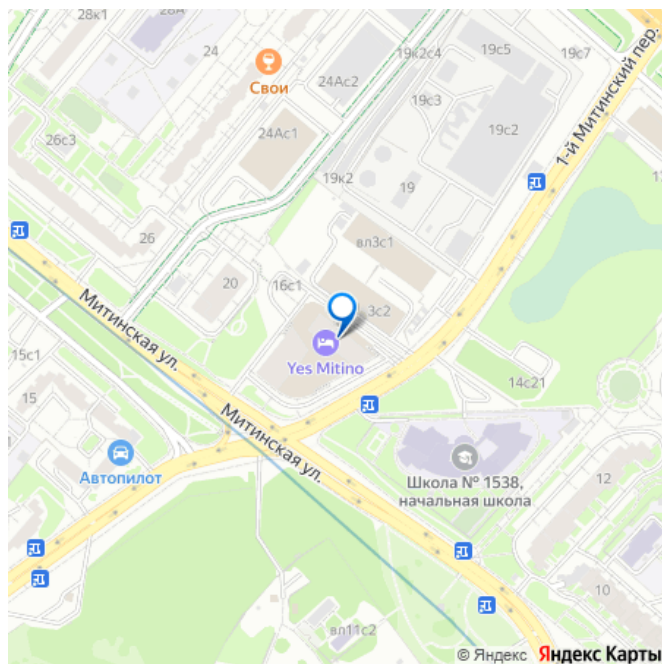 28к1
28А
24
Свои
24Ас2
24Ас1
26с3
19к2с4
19с5
19с7
19с3
19с2
1-й Митинский пер.
19к2
19
26
вл3с1
20
16с1
3с2
Митинская ул.
Yes Mitino
15с1
15
14с21
Митинская ул.
Автопилот
Школа № 1538,
начальная школа
12
10
вл11с2
© Яндекс Яндекс Карты